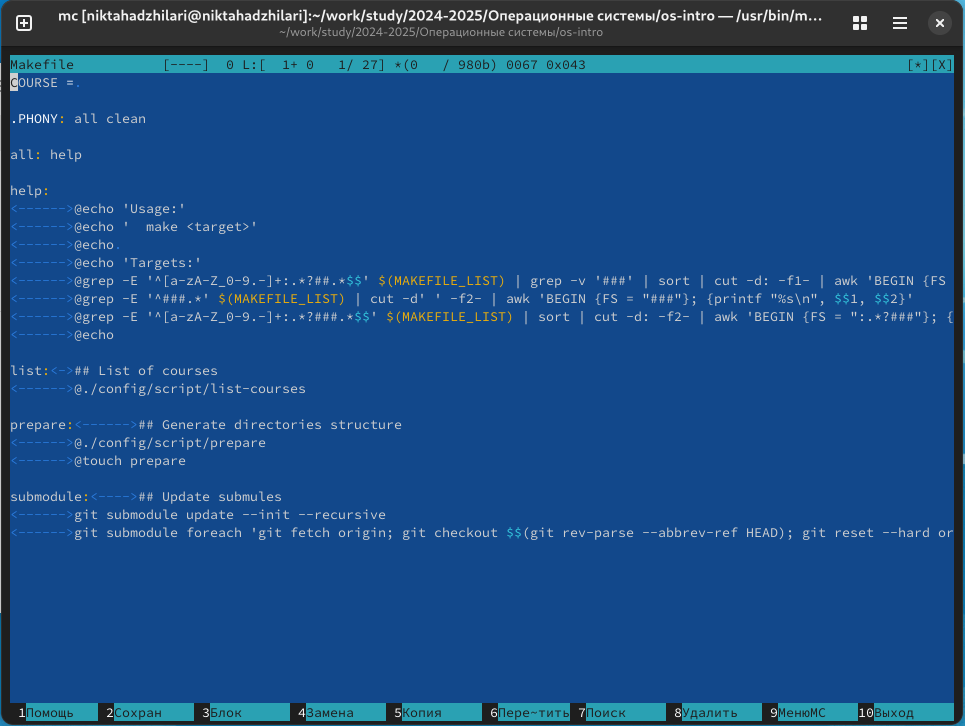 mc [niktahadzhilari@niktahadzhilari]:~/work/study/2024-2025/Операционные системы/os-intro — /usr/bin/m...
~/work/study/2024-2025/Операционные системы/os-intro
Makefile [----] 0 L:[ 1+ 0 1/ 27] *(0 / 980b) 0067 0x043 [*][X]
COURSE =.
.PHONY: all clean
all: help
help:
<------>@echo 'Usage:'
<------>@echo '  make <target>'
<------>@echo.
<------>@echo 'Targets:'
<------>@grep -E '^[a-zA-Z_0-9.-]+:.*?##.*$$' $(MAKEFILE_LIST) | grep -v '###' | sort | cut -d: -f1- | awk 'BEGIN {FS
<------>@grep -E '^###.*' $(MAKEFILE_LIST) | cut -d' ' -f2- | awk 'BEGIN {FS = "###"}; {printf "%s\n", $$1, $$2}'
<------>@grep -E '^[a-zA-Z_0-9.-]+:.*?###.*$$' $(MAKEFILE_LIST) | sort | cut -d: -f2- | awk 'BEGIN {FS = ":.*?###"}; {
<------>@echo
list:<->## List of courses
<------>@./config/script/list-courses
prepare:<------>## Generate directories structure
<------>@./config/script/prepare
<------>@touch prepare
submodule:<---->## Update submules
<------>git submodule update --init --recursive
<------>git submodule foreach 'git fetch origin; git checkout $$(git rev-parse --abbrev-ref HEAD); git reset --hard or
1Помощь 2Сохран 3Блок 4Замена 5Копия 6Пере~тить 7Поиск 8Удалить 9МенюMC 10Выход